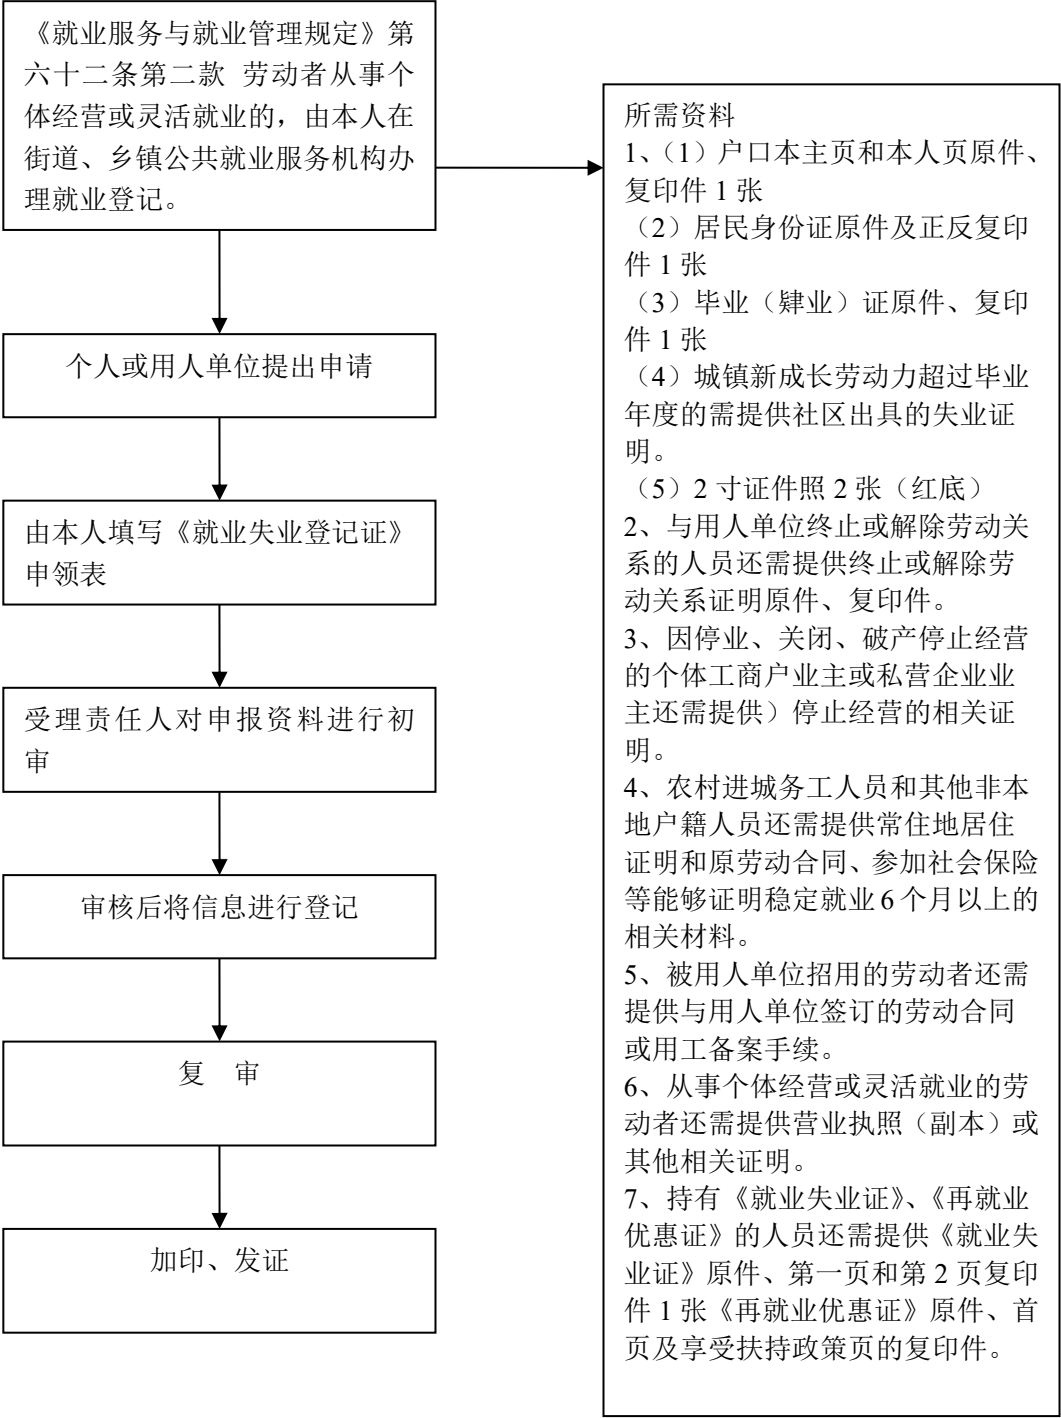 《就业服务与就业管理规定》第
六十二条第二款 劳动者从事个
体经营或灵活就业的，由本人在
街道、乡镇公共就业服务机构办
理就业登记。
个人或用人单位提出申请
由本人填写《就业失业登记证》
申领表
受理责任人对申报资料进行初
审
审核后将信息进行登记
复 审
加印、发证
所需资料
1、（1）户口本主页和本人页原件、
复印件 1 张
（2）居民身份证原件及正反复印
件 1 张
（3）毕业（肄业）证原件、复印
件 1 张
（4）城镇新成长劳动力超过毕业
年度的需提供社区出具的失业证
明。
（5）2 寸证件照 2 张（红底）
2、与用人单位终止或解除劳动关
系的人员还需提供终止或解除劳
动关系证明原件、复印件。
3、因停业、关闭、破产停止经营
的个体工商户业主或私营企业业
主还需提供）停止经营的相关证
明。
4、农村进城务工人员和其他非本
地户籍人员还需提供常住地居住
证明和原劳动合同、参加社会保险
等能够证明稳定就业 6 个月以上的
相关材料。
5、被用人单位招用的劳动者还需
提供与用人单位签订的劳动合同
或用工备案手续。
6、从事个体经营或灵活就业的劳
动者还需提供营业执照（副本）或
其他相关证明。
7、持有《就业失业证》、《再就业
优惠证》的人员还需提供《就业失
业证》原件、第一页和第 2 页复印
件 1 张《再就业优惠证》原件、首
页及享受扶持政策页的复印件。